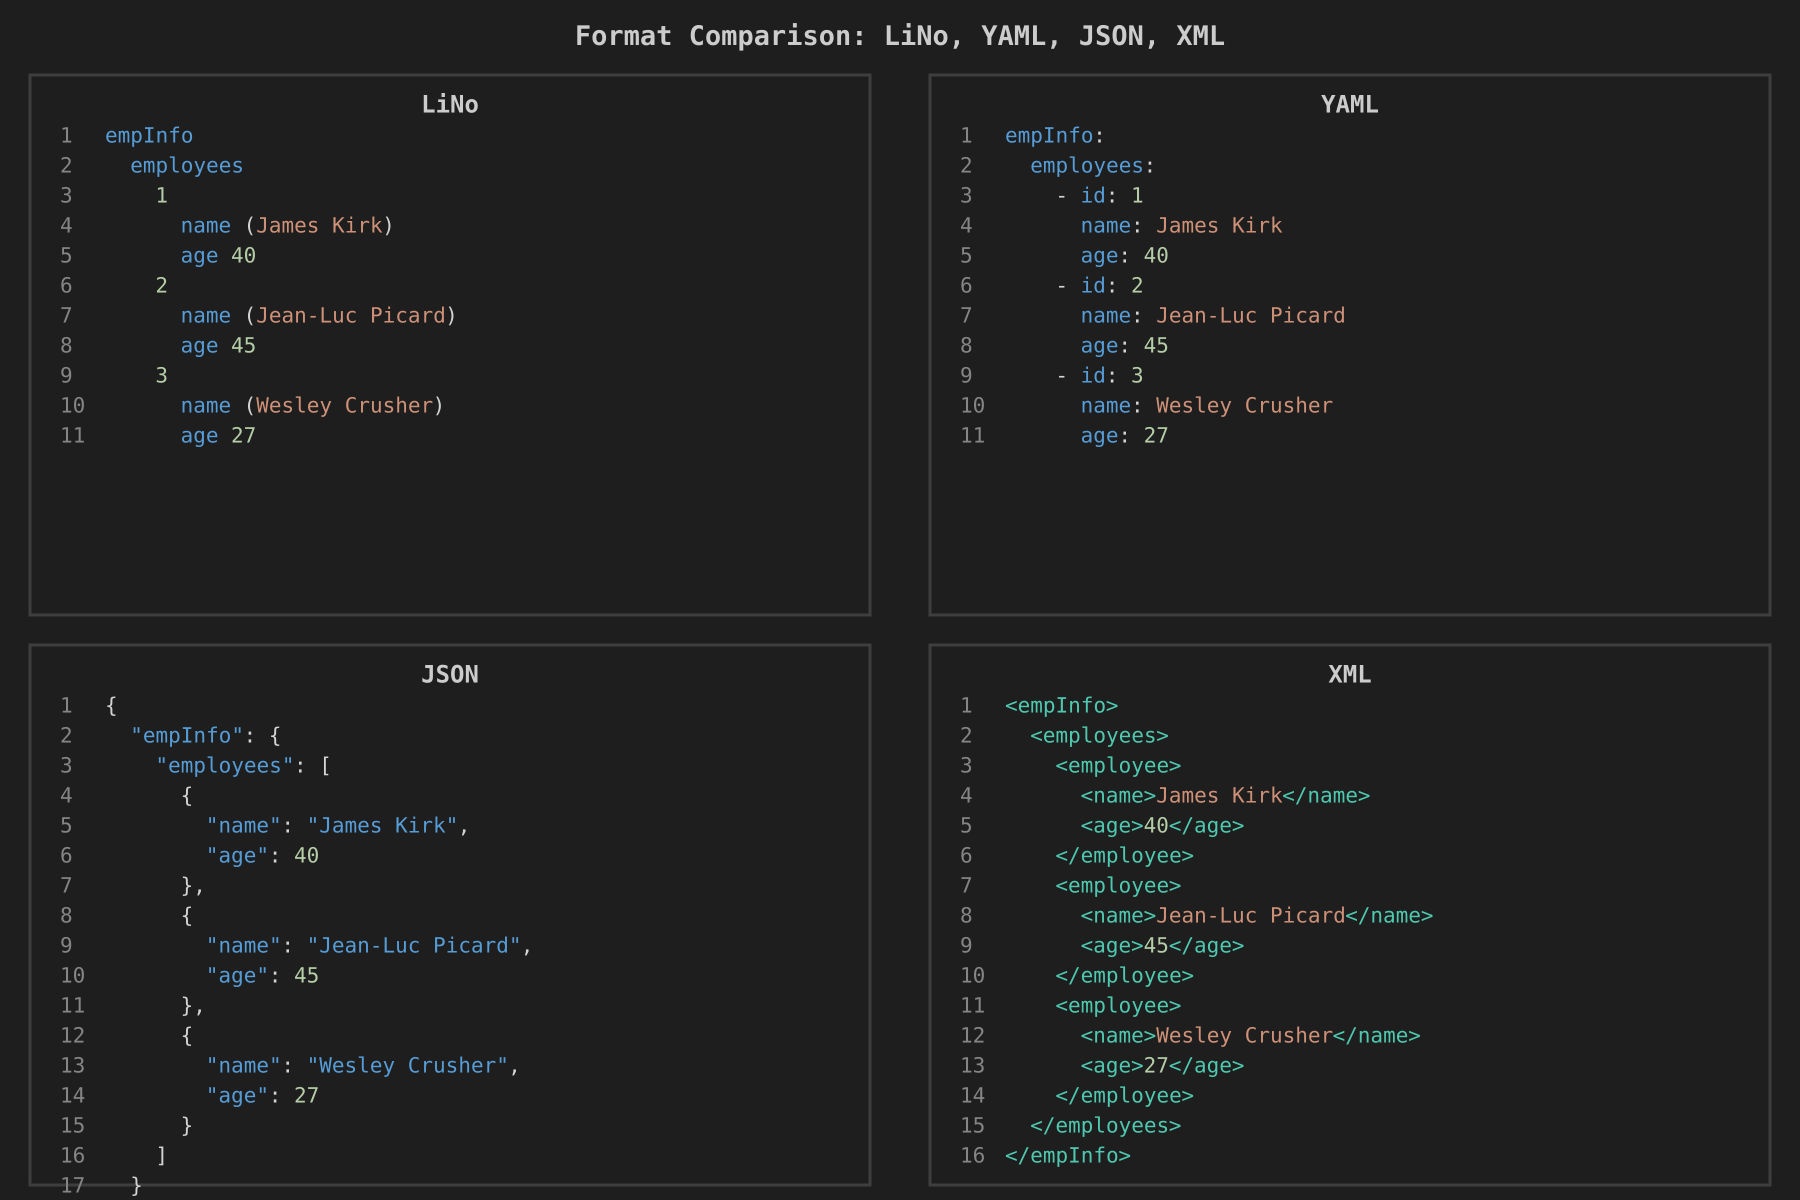 Format Comparison: LiNo, YAML, JSON, XML
LiNo
1 empInfo
2   employees
3     1
4       name (James Kirk)
5       age 40
6     2
7       name (Jean-Luc Picard)
8       age 45
9     3
10       name (Wesley Crusher)
11       age 27
YAML
1 empInfo:
2   employees:
3     - id: 1
4       name: James Kirk
5       age: 40
6     - id: 2
7       name: Jean-Luc Picard
8       age: 45
9     - id: 3
10       name: Wesley Crusher
11       age: 27
JSON
1 {
2   "empInfo": {
3     "employees": [
4       {
5         "name": "James Kirk",
6         "age": 40
7       },
8       {
9         "name": "Jean-Luc Picard",
10         "age": 45
11       },
12       {
13         "name": "Wesley Crusher",
14         "age": 27
15       }
16     ]
17   }
XML
1 <empInfo>
2   <employees>
3     <employee>
4       <name>James Kirk</name>
5       <age>40</age>
6     </employee>
7     <employee>
8       <name>Jean-Luc Picard</name>
9       <age>45</age>
10     </employee>
11     <employee>
12       <name>Wesley Crusher</name>
13       <age>27</age>
14     </employee>
15   </employees>
16 </empInfo>